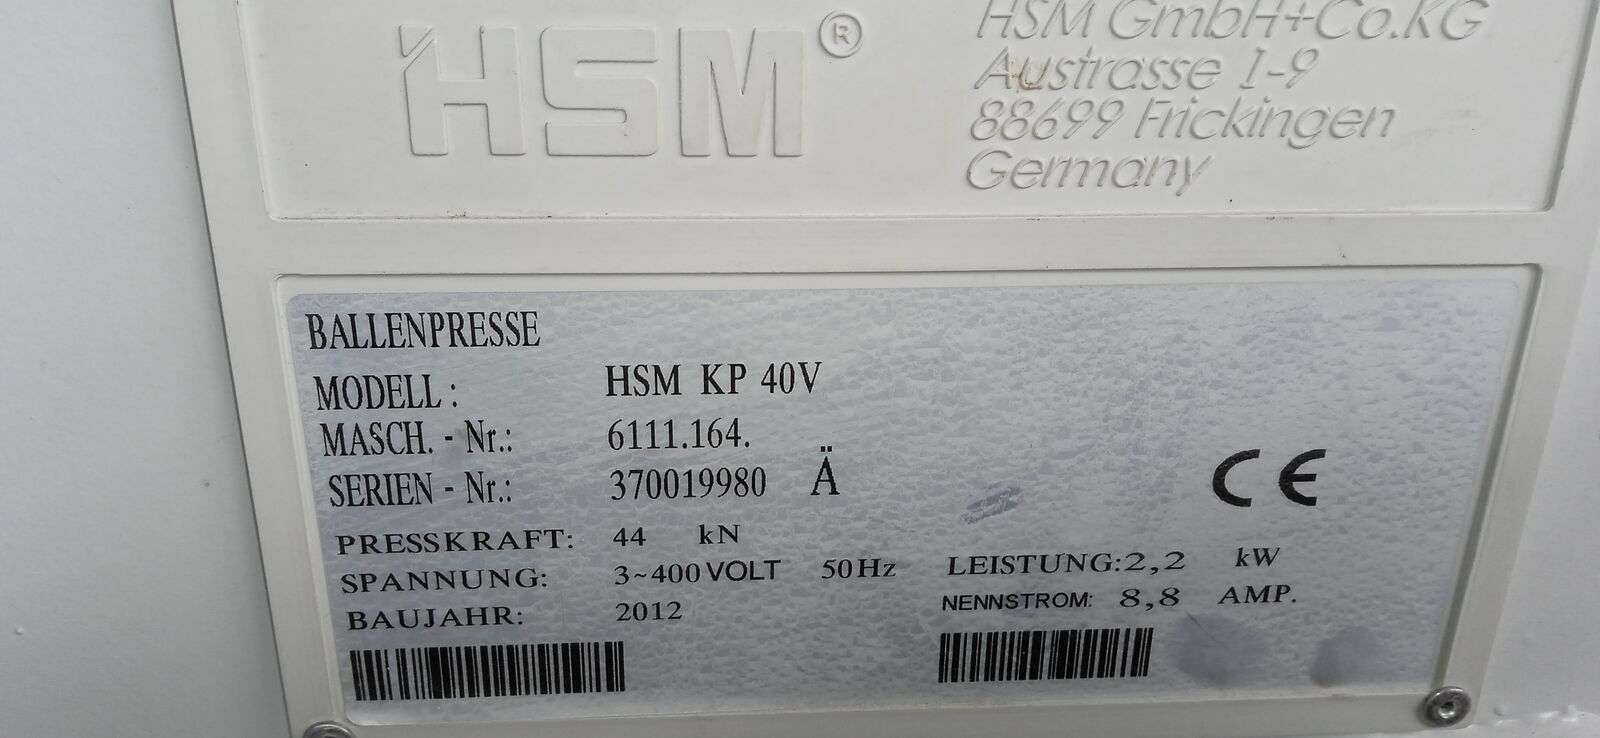 HSM®
HSM GmbH+Co.KG
Austrasse 1-9
88699 Frickingen
Germany
BALLENPRESSE
MODELL: HSM KP 40V
MASCH. - Nr.: 6111.164.
SERIEN - Nr.: 370019980 Ä
CE
PRESSKRAFT: 44 kN
SPANNUNG: 3~400 VOLT 50Hz LEISTUNG:2,2 kW
BAUJAHR: 2012 NENNSTROM: 8,8 AMP.